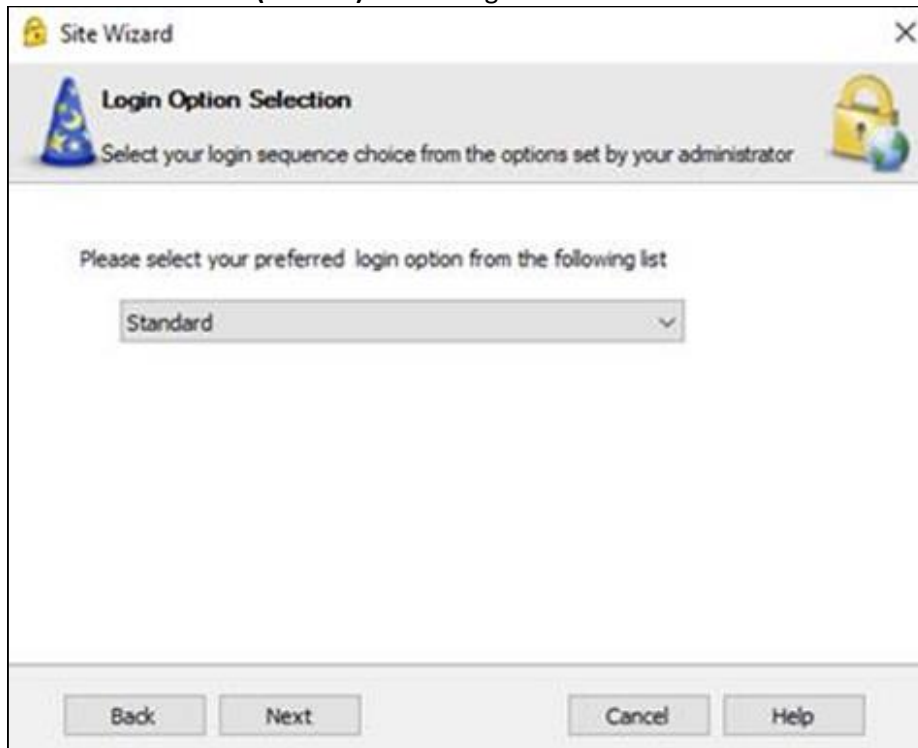 Site Wizard
Login Option Selection
Select your login sequence choice from the options set by your administrator
Please select your preferred login option from the following list
Standard
Back Next Cancel Help